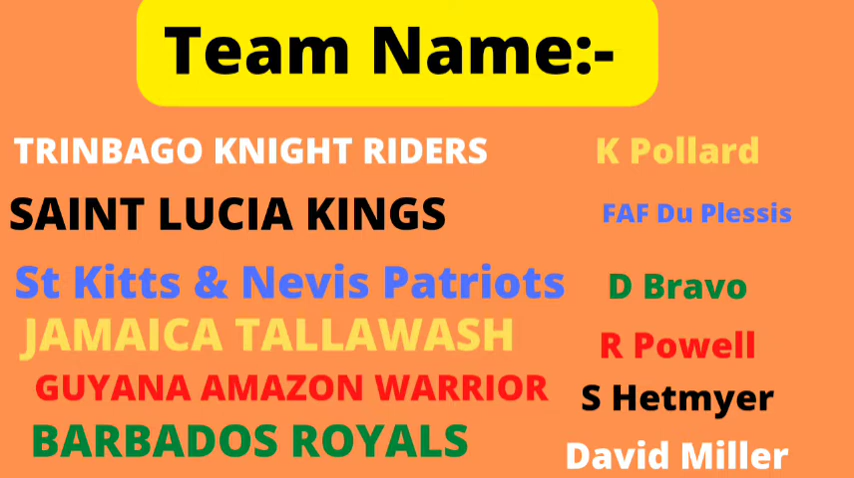 Team Name:-
TRINBAGO KNIGHT RIDERS K Pollard
SAINT LUCIA KINGS FAF Du Plessis
St Kitts & Nevis Patriots D Bravo
JAMAICA TALLAWASH R Powell
GUYANA AMAZON WARRIOR S Hetmyer
BARBADOS ROYALS David Miller